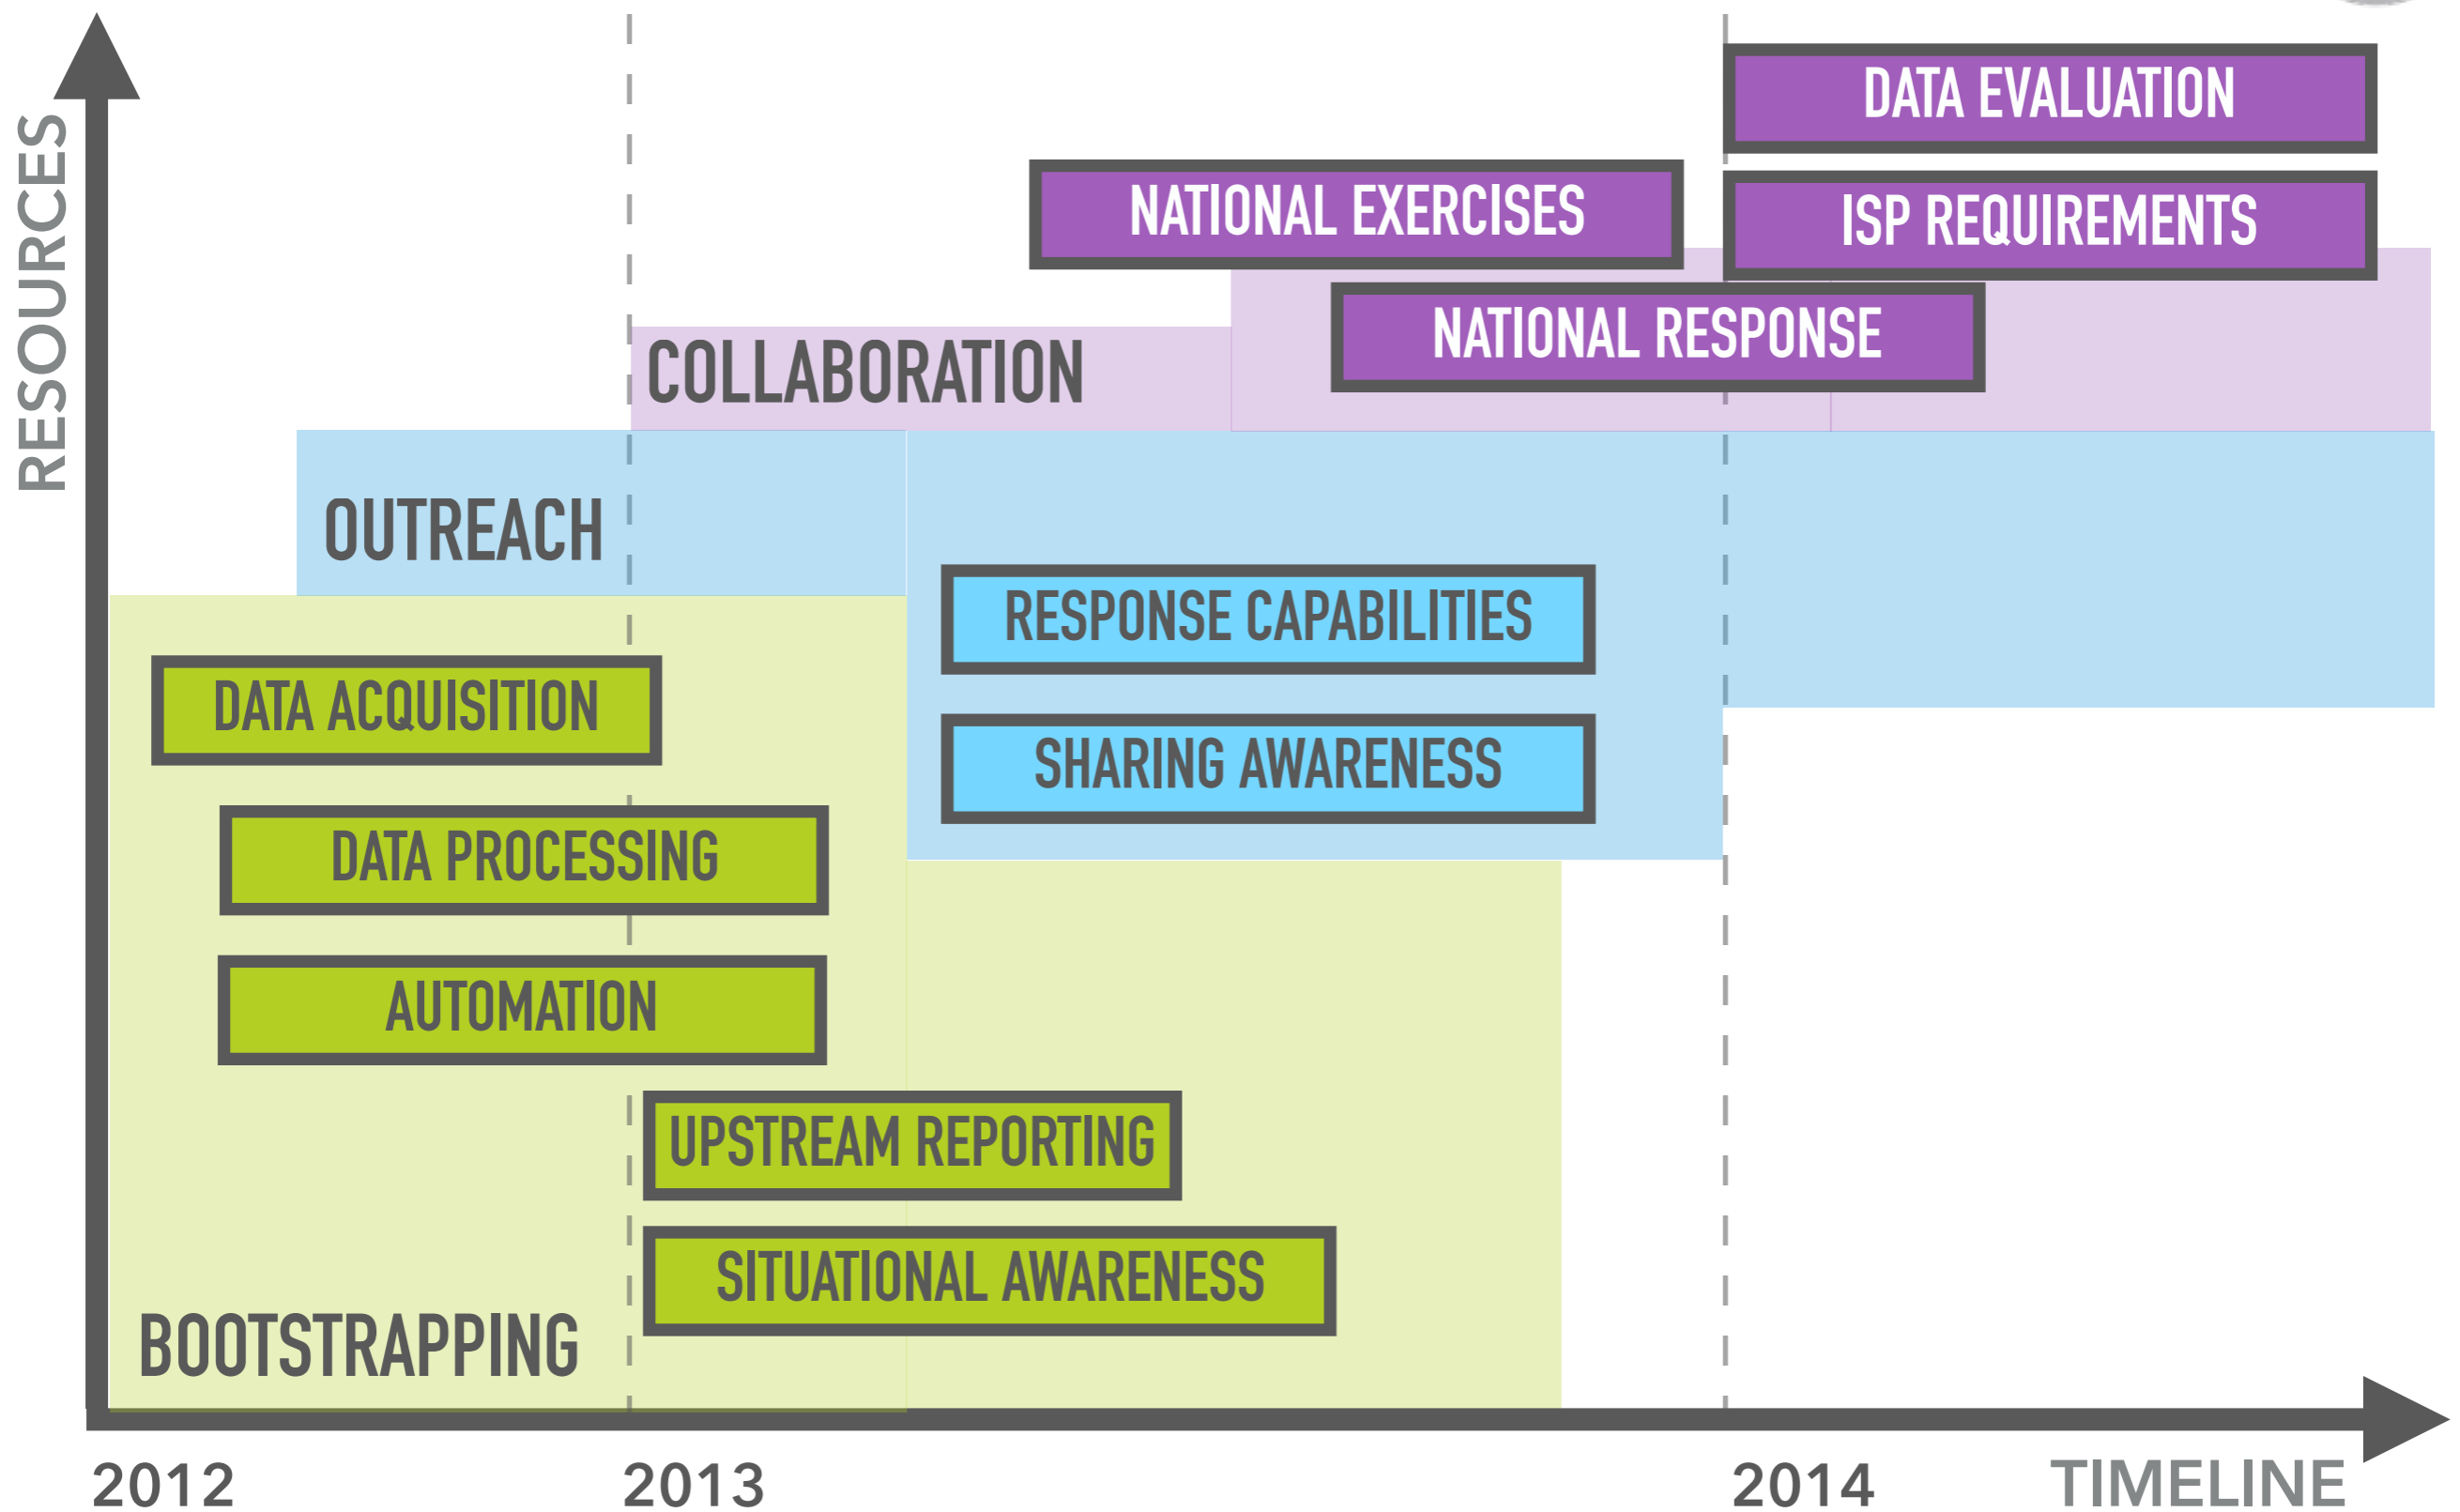 RESOURCES
DATA EVALUATION
NATIONAL EXERCISES
ISP REQUIREMENTS
NATIONAL RESPONSE
COLLABORATION
OUTREACH
RESPONSE CAPABILITIES
DATA ACQUISITION
SHARING AWARENESS
DATA PROCESSING
AUTOMATION
UPSTREAM REPORTING
SITUATIONAL AWARENESS
BOOTSTRAPPING
2012
2013
2014
TIMELINE